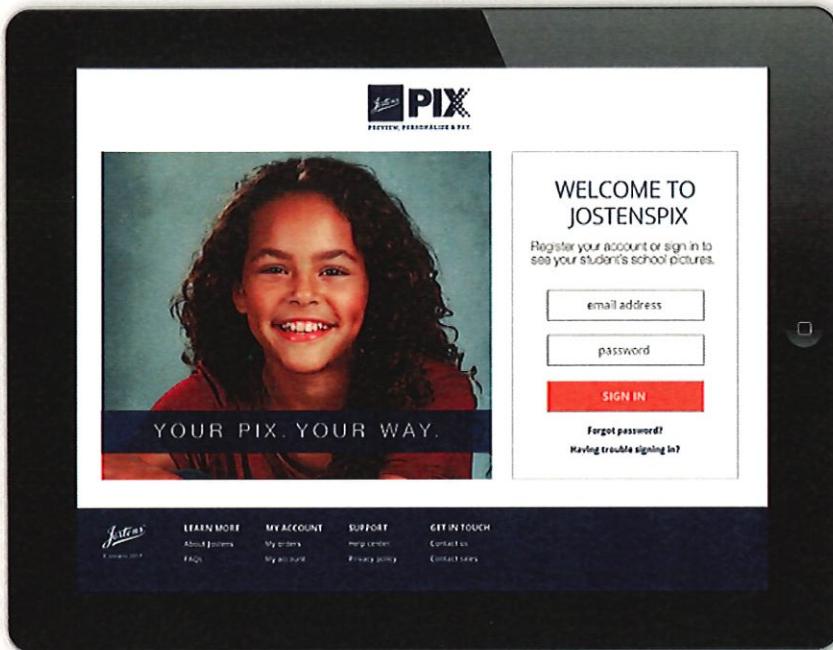 Jostens PIX
PREVIEW, PERSONALIZE & PAY.
YOUR PIX. YOUR WAY.
WELCOME TO
JOSTENSPIX
Register your account or sign in to
see your student's school pictures.
email address
password
SIGN IN
Forgot password?
Having trouble signing in?
Jostens
LEARN MORE
About Jostens
FAQs
MY ACCOUNT
My orders
My account
SUPPORT
Help center
Privacy policy
GET IN TOUCH
Contact us
Contact sales